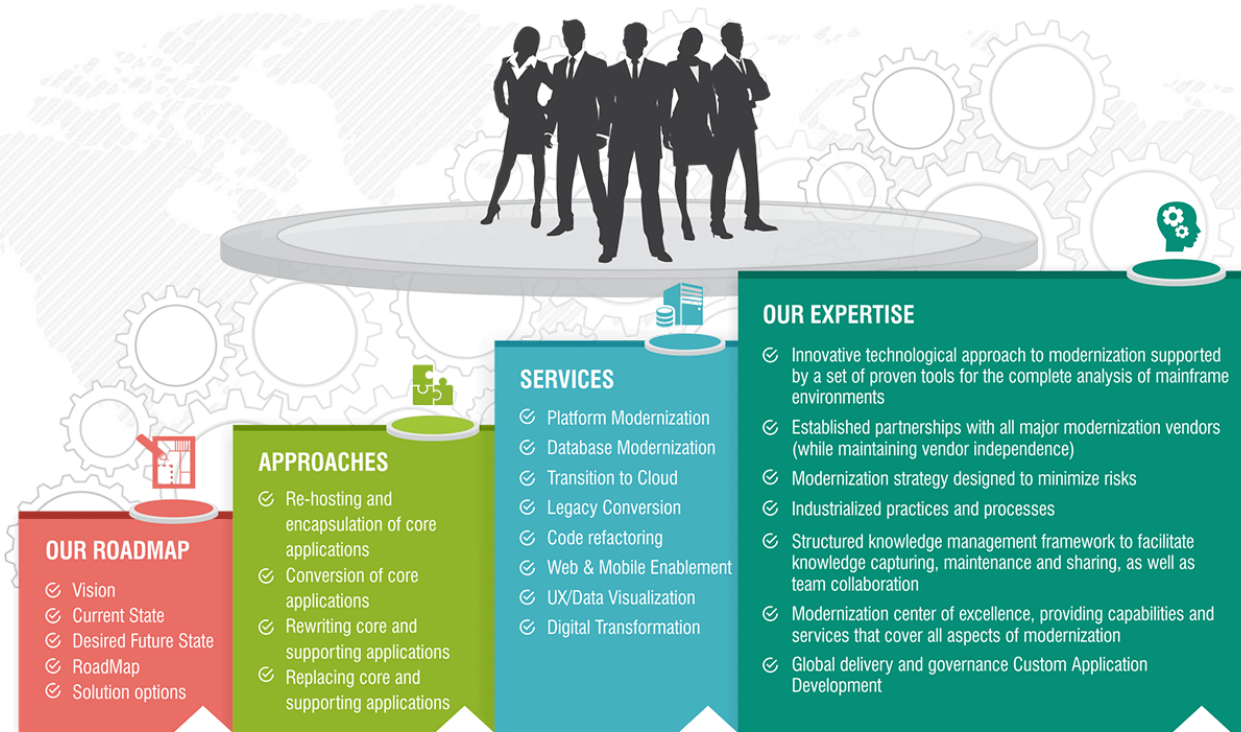 OUR ROADMAP
Vision
Current State
Desired Future State
RoadMap
Solution options
APPROACHES
Re-hosting and
encapsulation of core
applications
Conversion of core
applications
Rewriting core and
supporting applications
Replacing core and
supporting applications
SERVICES
Platform Modernization
Database Modernization
Transition to Cloud
Legacy Conversion
Code refactoring
Web & Mobile Enablement
UX/Data Visualization
Digital Transformation
OUR EXPERTISE
Innovative technological approach to modernization supported
by a set of proven tools for the complete analysis of mainframe
environments
Established partnerships with all major modernization vendors
(while maintaining vendor independence)
Modernization strategy designed to minimize risks
Industrialized practices and processes
Structured knowledge management framework to facilitate
knowledge capturing, maintenance and sharing, as well as
team collaboration
Modernization center of excellence, providing capabilities and
services that cover all aspects of modernization
Global delivery and governance Custom Application
Development